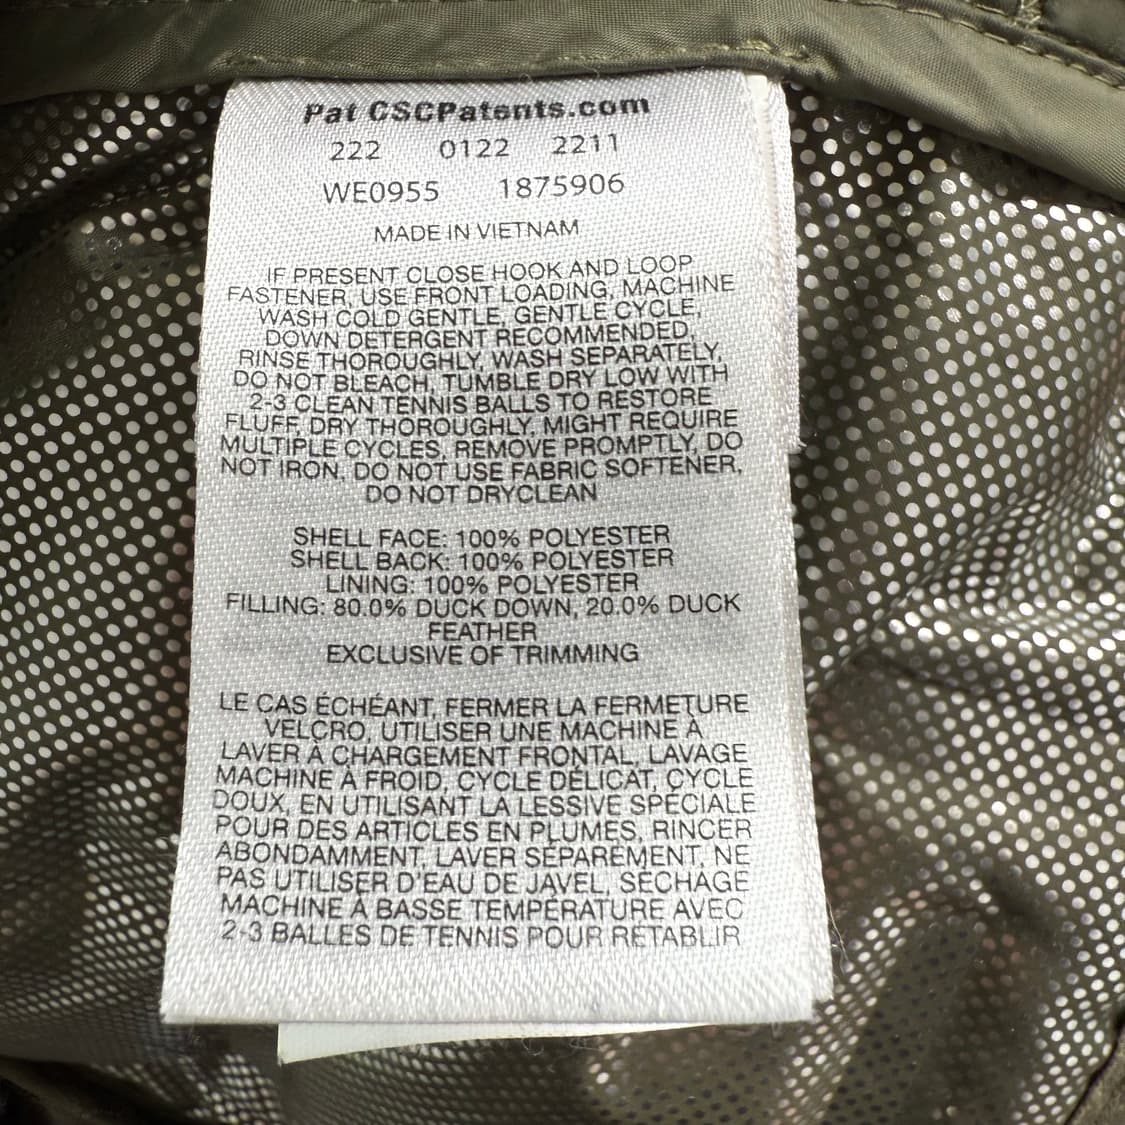 Pat CSCPatents.com
222 0122 2211
WE0955 1875906
MADE IN VIETNAM
IF PRESENT CLOSE HOOK AND LOOP
FASTENER, USE FRONT LOADING, MACHINE
WASH COLD GENTLE, GENTLE CYCLE,
DOWN DETERGENT RECOMMENDED,
RINSE THOROUGHLY, WASH SEPARATELY,
DO NOT BLEACH, TUMBLE DRY LOW WITH
2-3 CLEAN TENNIS BALLS TO RESTORE
FLUFF, DRY THOROUGHLY, MIGHT REQUIRE
MULTIPLE CYCLES, REMOVE PROMPTLY, DO
NOT IRON, DO NOT USE FABRIC SOFTENER,
DO NOT DRYCLEAN
SHELL FACE: 100% POLYESTER
SHELL BACK: 100% POLYESTER
LINING: 100% POLYESTER
FILLING: 80.0% DUCK DOWN, 20.0% DUCK
FEATHER
EXCLUSIVE OF TRIMMING
LE CAS ÉCHÉANT, FERMER LA FERMETURE
VELCRO, UTILISER UNE MACHINE À
LAVER À CHARGEMENT FRONTAL, LAVAGE
MACHINE À FROID, CYCLE DÉLICAT, CYCLE
DOUX, EN UTILISANT LA LESSIVE SPÉCIALE
POUR DES ARTICLES EN PLUMES, RINCER
ABONDAMMENT, LAVER SÉPARÉMENT, NE
PAS UTILISER D'EAU DE JAVEL, SÉCHAGE
MACHINE À BASSE TEMPÉRATURE AVEC
2-3 BALLES DE TENNIS POUR RÉTABLIR